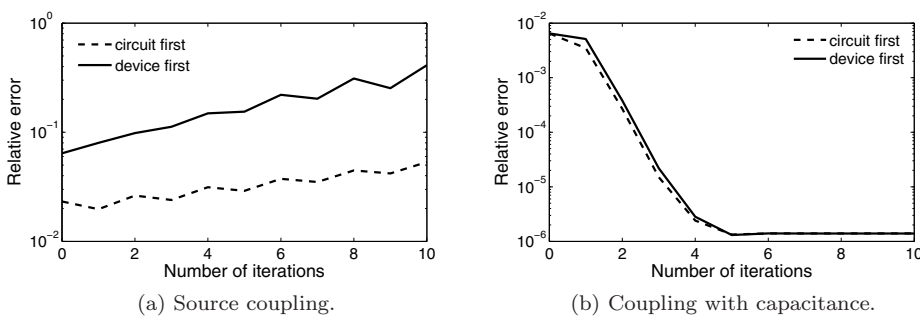 10⁰
10⁻¹
10⁻²
Relative error
circuit first
device first
0 2 4 6 8 10
Number of iterations
(a) Source coupling.
10⁻²
10⁻³
10⁻⁴
10⁻⁵
10⁻⁶
Relative error
circuit first
device first
0 2 4 6 8 10
Number of iterations
(b) Coupling with capacitance.